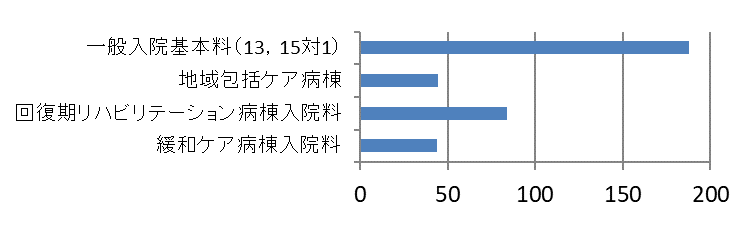 一般入院基本料（13，15対1）
地域包括ケア病棟
回復期リハビリテーション病棟入院料
緩和ケア病棟入院料
0 50 100 150 200